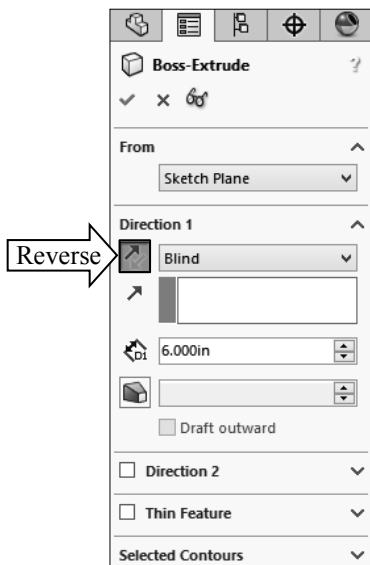 Boss-Extrude
?
From
Sketch Plane
Direction 1
Reverse
Blind
D1
6.000in
Draft outward
Direction 2
Thin Feature
Selected Contours